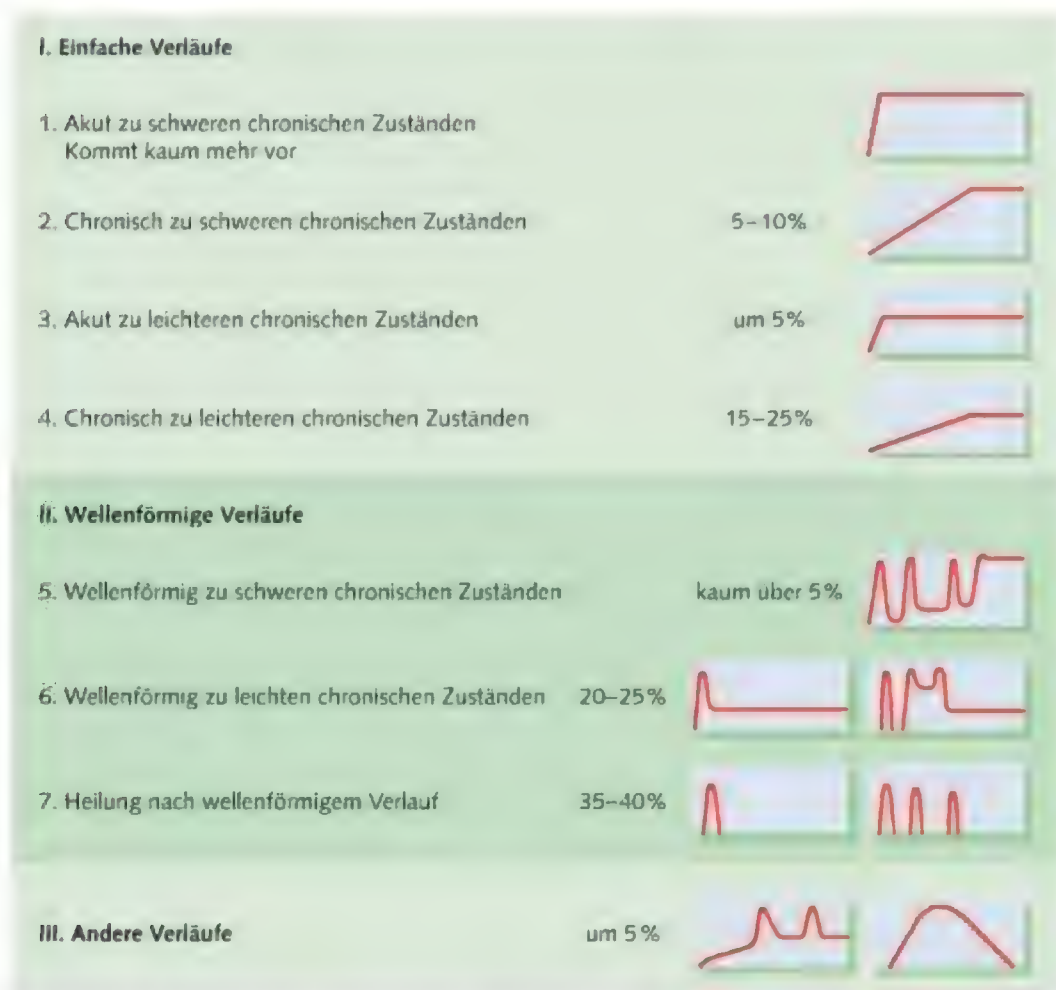 I. Einfache Verläufe
1. Akut zu schweren chronischen Zuständen
Kommt kaum mehr vor
2. Chronisch zu schweren chronischen Zuständen 5–10%
3. Akut zu leichteren chronischen Zuständen um 5%
4. Chronisch zu leichteren chronischen Zuständen 15–25%
II. Wellenförmige Verläufe
5. Wellenförmig zu schweren chronischen Zuständen kaum über 5%
6. Wellenförmig zu leichten chronischen Zuständen 20–25%
7. Heilung nach wellenförmigem Verlauf 35–40%
III. Andere Verläufe um 5%